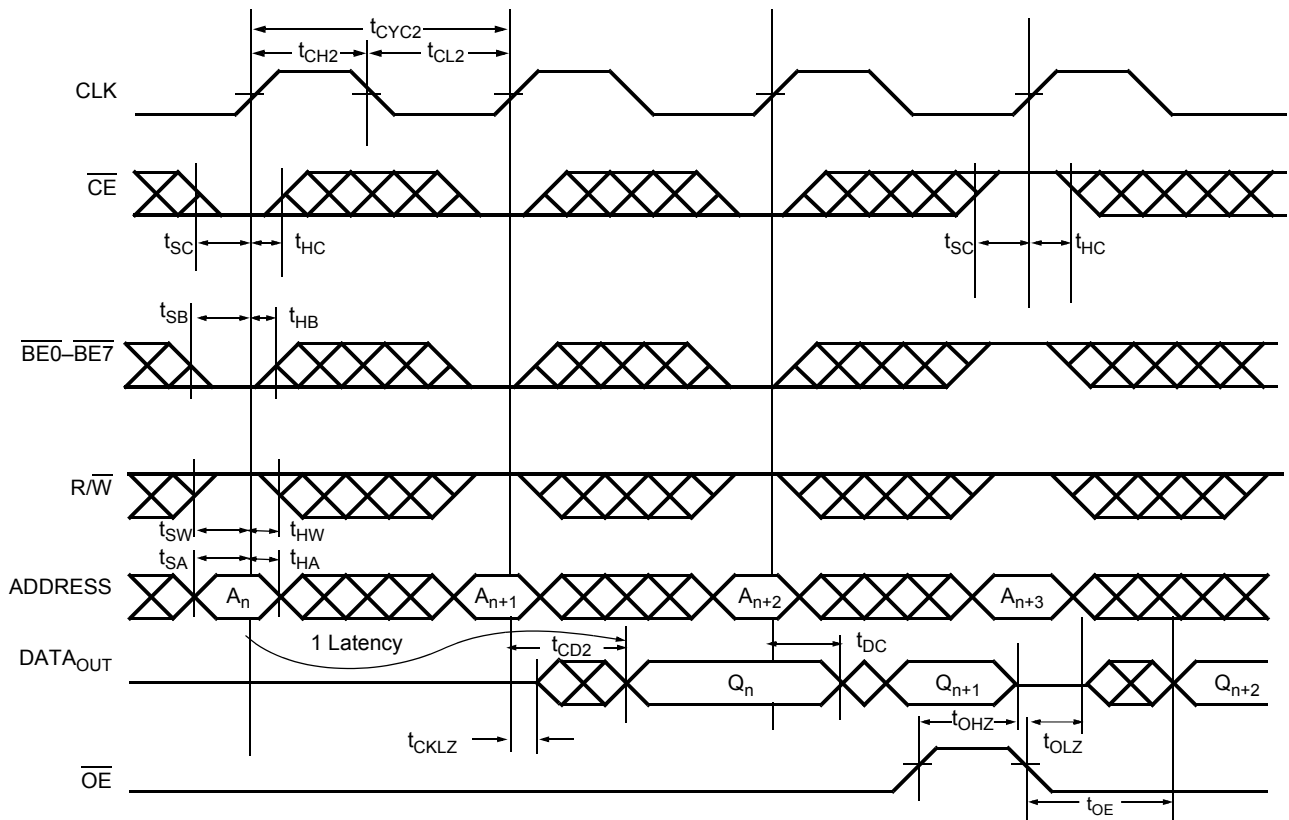 tCYC2
tCH2 tCL2
CLK
CE
tSC tHC tSC tHC
tSB tHB
BE0–BE7
R/W
tSW tHW
tSA tHA
ADDRESS An An+1 An+2 An+3
1 Latency tCD2 tDC
DATAOUT Qn Qn+1 Qn+2
tOHZ
tCKLZ tOLZ
OE
tOE